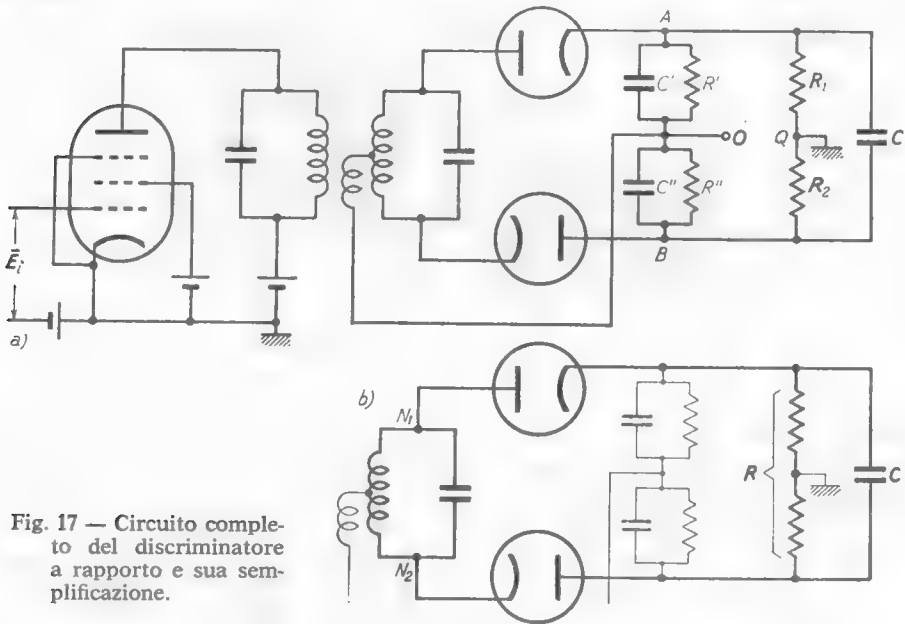 A
C' R'
R₁
O
Q
C
C" R"
R₂
B
Ēᵢ
a)
b)
N₁
R
C
N₂
Fig. 17 — Circuito comple-
to del discriminatore
a rapporto e sua sem-
plificazione.